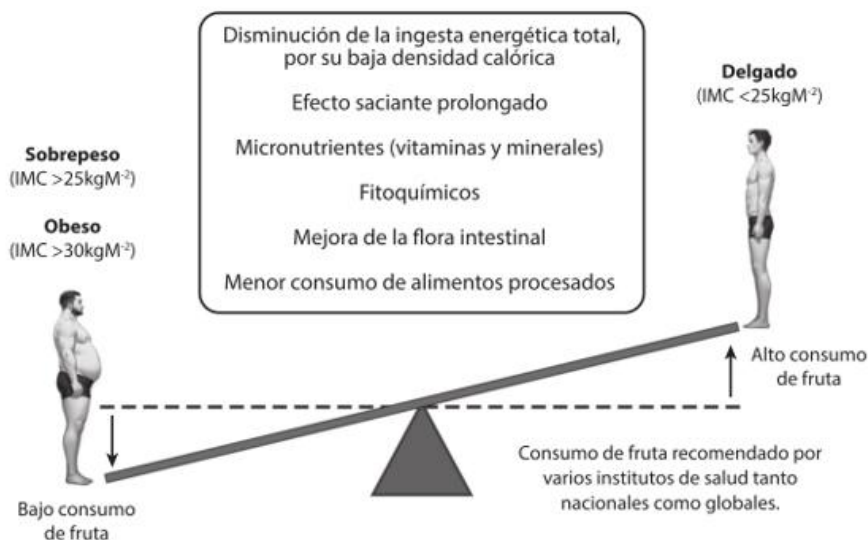 Disminución de la ingesta energética total,
por su baja densidad calórica
Efecto saciante prolongado
Micronutrientes (vitaminas y minerales)
Fitoquímicos
Mejora de la flora intestinal
Menor consumo de alimentos procesados
Delgado
(IMC <25kgM⁻²)
Sobrepeso
(IMC >25kgM⁻²)
Obeso
(IMC >30kgM⁻²)
Alto consumo
de fruta
Bajo consumo
de fruta
Consumo de fruta recomendado por
varios institutos de salud tanto
nacionales como globales.